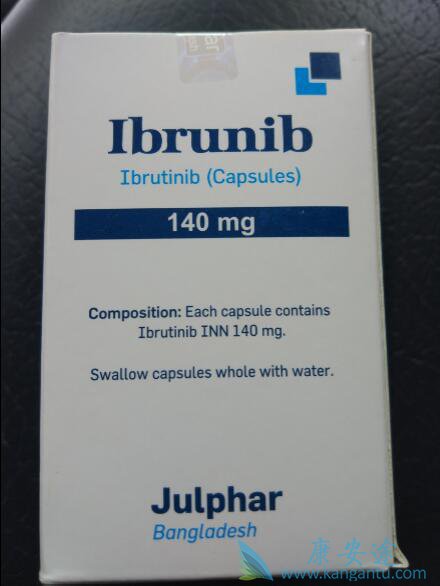 Ibrunib
Ibrutinib (Capsules)
140 mg
Composition: Each capsule contains
Ibrutinib INN 140 mg.
Swallow capsules whole with water.
Julphar
Bangladesh
康安途
www.kangantu.com